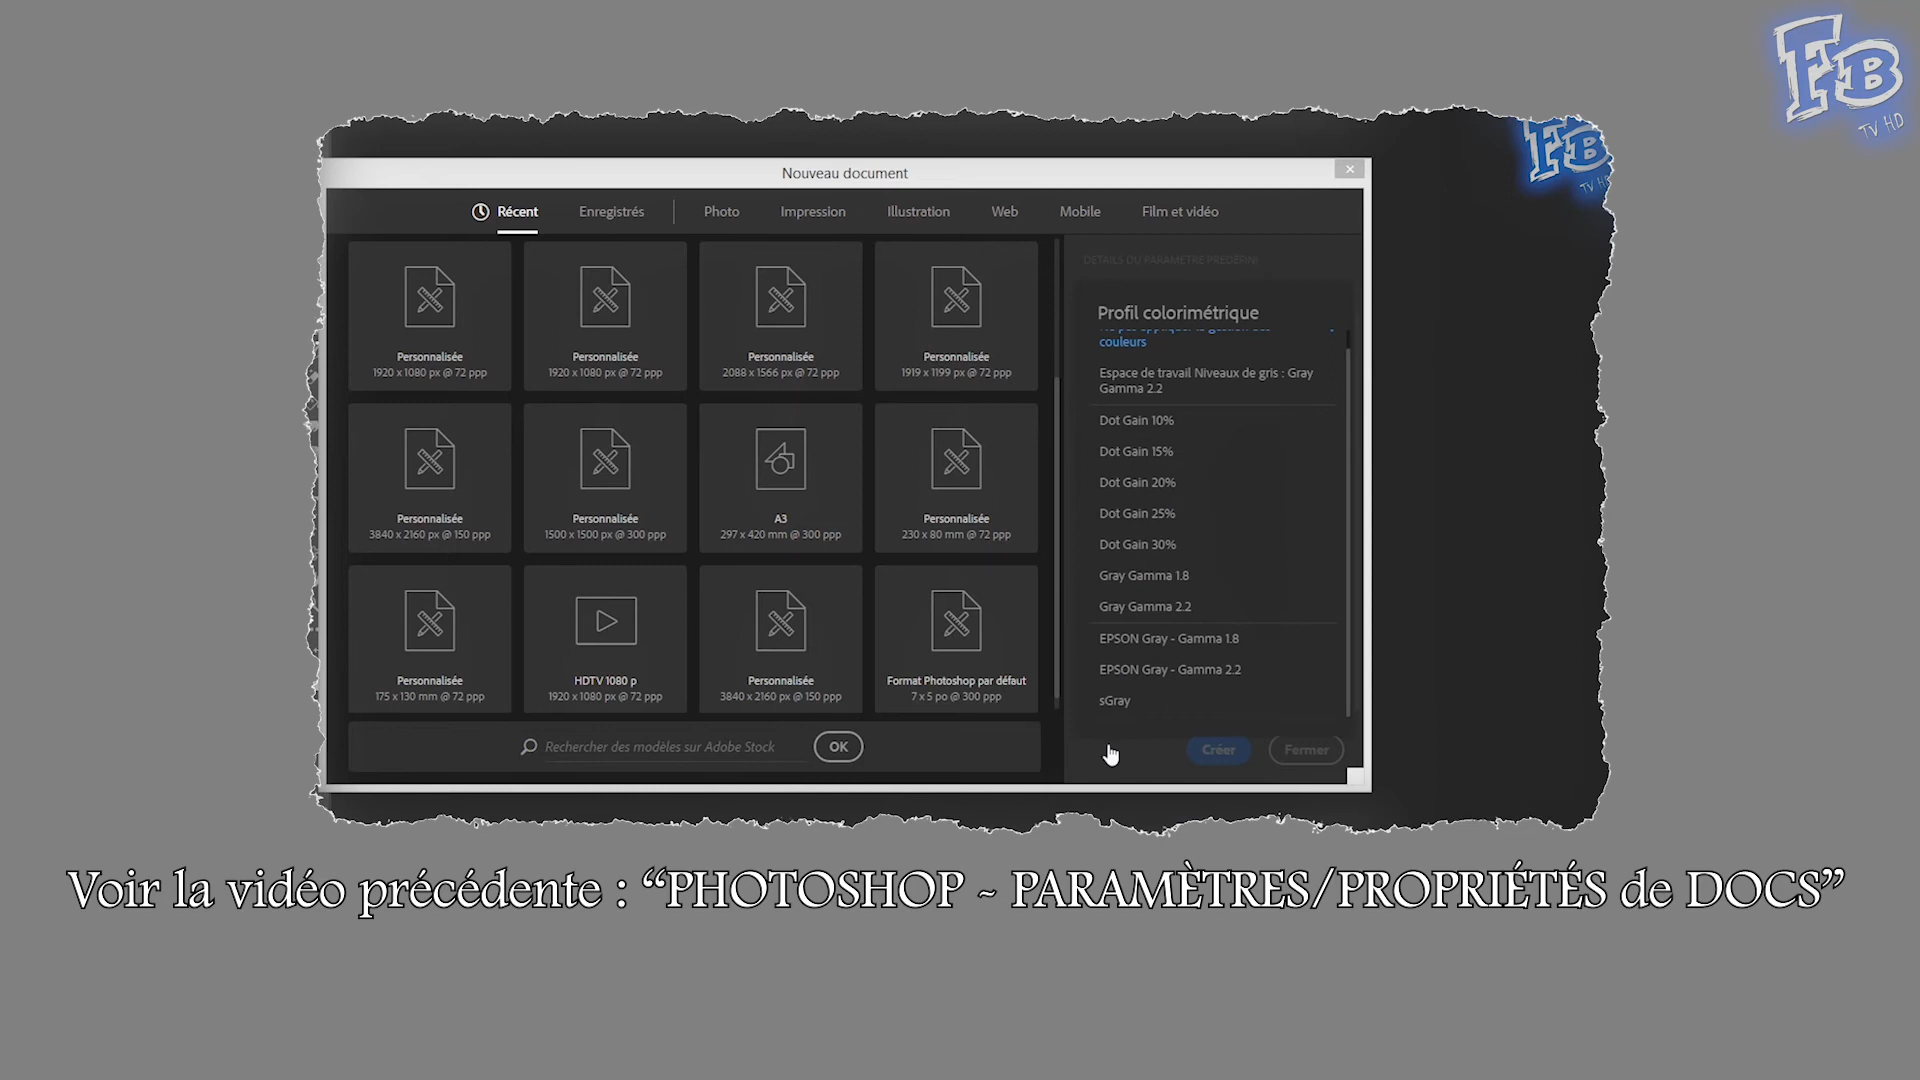 FB
TV HD
FB
TV HD
Nouveau document
Récent
Enregistrés
Photo
Impression
Illustration
Web
Mobile
Film et vidéo
DÉTAILS DU PARAMÈTRE PRÉDÉFINI
Personnalisée
1920 x 1080 px @ 72 ppp
Personnalisée
1920 x 1080 px @ 72 ppp
Personnalisée
2088 x 1566 px @ 72 ppp
Personnalisée
1919 x 1199 px @ 72 ppp
Personnalisée
3840 x 2160 px @ 150 ppp
Personnalisée
1500 x 1500 px @ 300 ppp
A3
297 x 420 mm @ 300 ppp
Personnalisée
230 x 80 mm @ 72 ppp
Personnalisée
175 x 130 mm @ 72 ppp
HDTV 1080 p
1920 x 1080 px @ 72 ppp
Personnalisée
3840 x 2160 px @ 150 ppp
Format Photoshop par défaut
7 x 5 po @ 300 ppp
Rechercher des modèles sur Adobe Stock
OK
Profil colorimétrique
couleurs
Espace de travail Niveaux de gris : Gray
Gamma 2.2
Dot Gain 10%
Dot Gain 15%
Dot Gain 20%
Dot Gain 25%
Dot Gain 30%
Gray Gamma 1.8
Gray Gamma 2.2
EPSON Gray - Gamma 1.8
EPSON Gray - Gamma 2.2
sGray
Créer
Fermer
Voir la vidéo précédente : “PHOTOSHOP ~ PARAMÈTRES/PROPRIÉTÉS de DOCS”